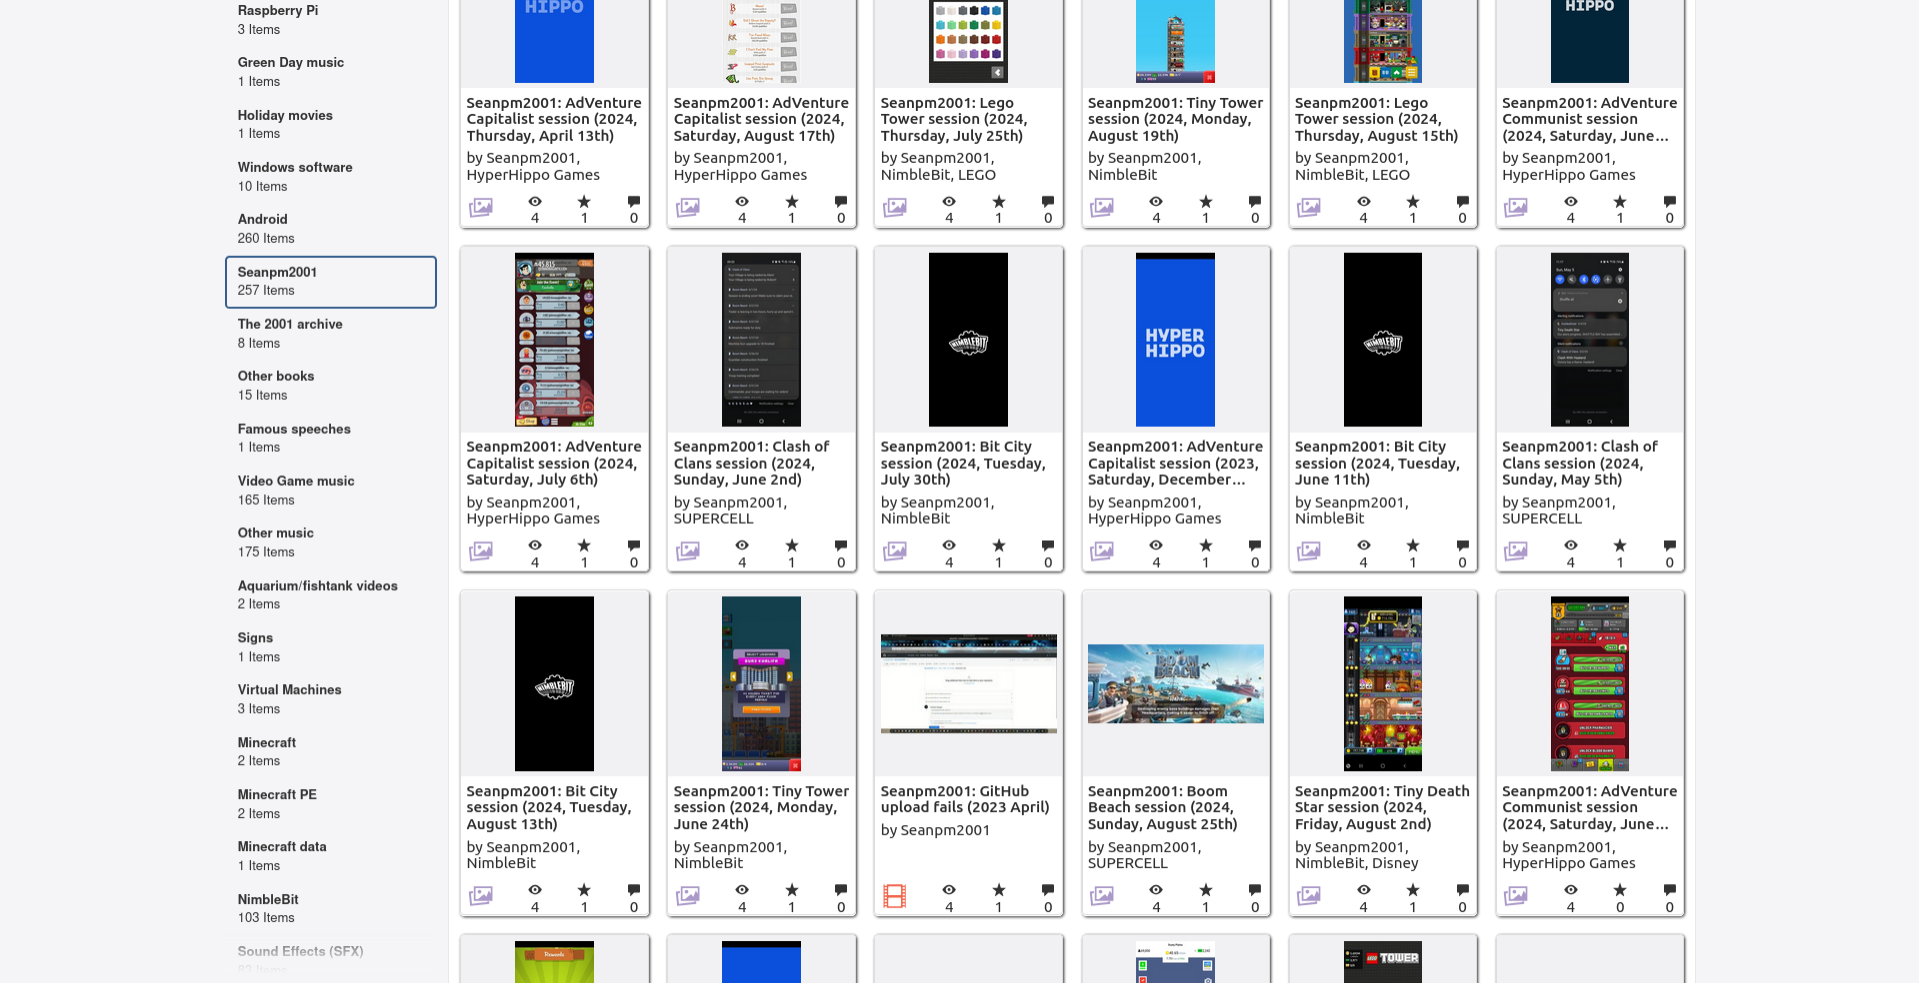 Raspberry Pi
3 Items
Green Day music
1 Items
Holiday movies
1 Items
Windows software
10 Items
Android
260 Items
Seanpm2001
257 Items
The 2001 archive
8 Items
Other books
15 Items
Famous speeches
1 Items
Video Game music
165 Items
Other music
175 Items
Aquarium/fishtank videos
2 Items
Signs
1 Items
Virtual Machines
3 Items
Minecraft
2 Items
Minecraft PE
2 Items
Minecraft data
1 Items
NimbleBit
103 Items
Sound Effects (SFX)
HIPPO
Seanpm2001: AdVenture
Capitalist session (2024,
Thursday, April 13th)
by Seanpm2001,
HyperHippo Games
4 1 0
Seanpm2001: AdVenture
Capitalist session (2024,
Saturday, August 17th)
by Seanpm2001,
HyperHippo Games
4 1 0
Seanpm2001: Lego
Tower session (2024,
Thursday, July 25th)
by Seanpm2001,
NimbleBit, LEGO
4 1 0
Seanpm2001: Tiny Tower
session (2024, Monday,
August 19th)
by Seanpm2001,
NimbleBit
4 1 0
Seanpm2001: Lego
Tower session (2024,
Thursday, August 15th)
by Seanpm2001,
NimbleBit, LEGO
4 1 0
HIPPO
Seanpm2001: AdVenture
Communist session
(2024, Saturday, June...
by Seanpm2001,
HyperHippo Games
4 1 0
Seanpm2001: AdVenture
Capitalist session (2024,
Saturday, July 6th)
by Seanpm2001,
HyperHippo Games
4 1 0
Seanpm2001: Clash of
Clans session (2024,
Sunday, June 2nd)
by Seanpm2001,
SUPERCELL
4 1 0
NIMBLEBIT
Seanpm2001: Bit City
session (2024, Tuesday,
July 30th)
by Seanpm2001,
NimbleBit
4 1 0
HYPER
HIPPO
Seanpm2001: AdVenture
Capitalist session (2023,
Saturday, December...
by Seanpm2001,
HyperHippo Games
4 1 0
NIMBLEBIT
Seanpm2001: Bit City
session (2024, Tuesday,
June 11th)
by Seanpm2001,
NimbleBit
4 1 0
Seanpm2001: Clash of
Clans session (2024,
Sunday, May 5th)
by Seanpm2001,
SUPERCELL
4 1 0
NIMBLEBIT
Seanpm2001: Bit City
session (2024, Tuesday,
August 13th)
by Seanpm2001,
NimbleBit
4 1 0
Seanpm2001: Tiny Tower
session (2024, Monday,
June 24th)
by Seanpm2001,
NimbleBit
4 1 0
Seanpm2001: GitHub
upload fails (2023 April)
by Seanpm2001
4 1 0
BOOM
BEACH
Seanpm2001: Boom
Beach session (2024,
Sunday, August 25th)
by Seanpm2001,
SUPERCELL
4 1 0
Seanpm2001: Tiny Death
Star session (2024,
Friday, August 2nd)
by Seanpm2001,
NimbleBit, Disney
4 1 0
Seanpm2001: AdVenture
Communist session
(2024, Saturday, June...
by Seanpm2001,
HyperHippo Games
4 0 0
Rewards
LEGO TOWER